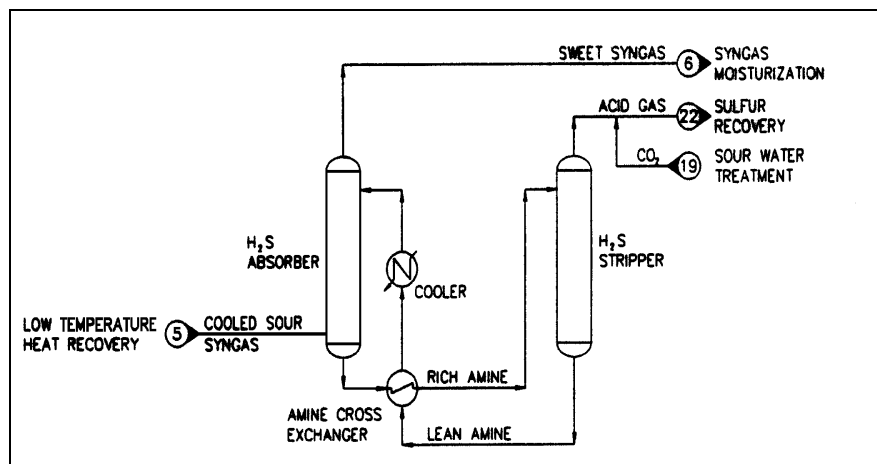 SWEET SYNGAS
6
SYNGAS
MOISTURIZATION
ACID GAS
22
SULFUR
RECOVERY
CO₂
19
SOUR WATER
TREATMENT
H₂S
ABSORBER
H₂S
STRIPPER
COOLER
LOW TEMPERATURE
HEAT RECOVERY
5
COOLED SOUR
SYNGAS
RICH AMINE
AMINE CROSS
EXCHANGER
LEAN AMINE